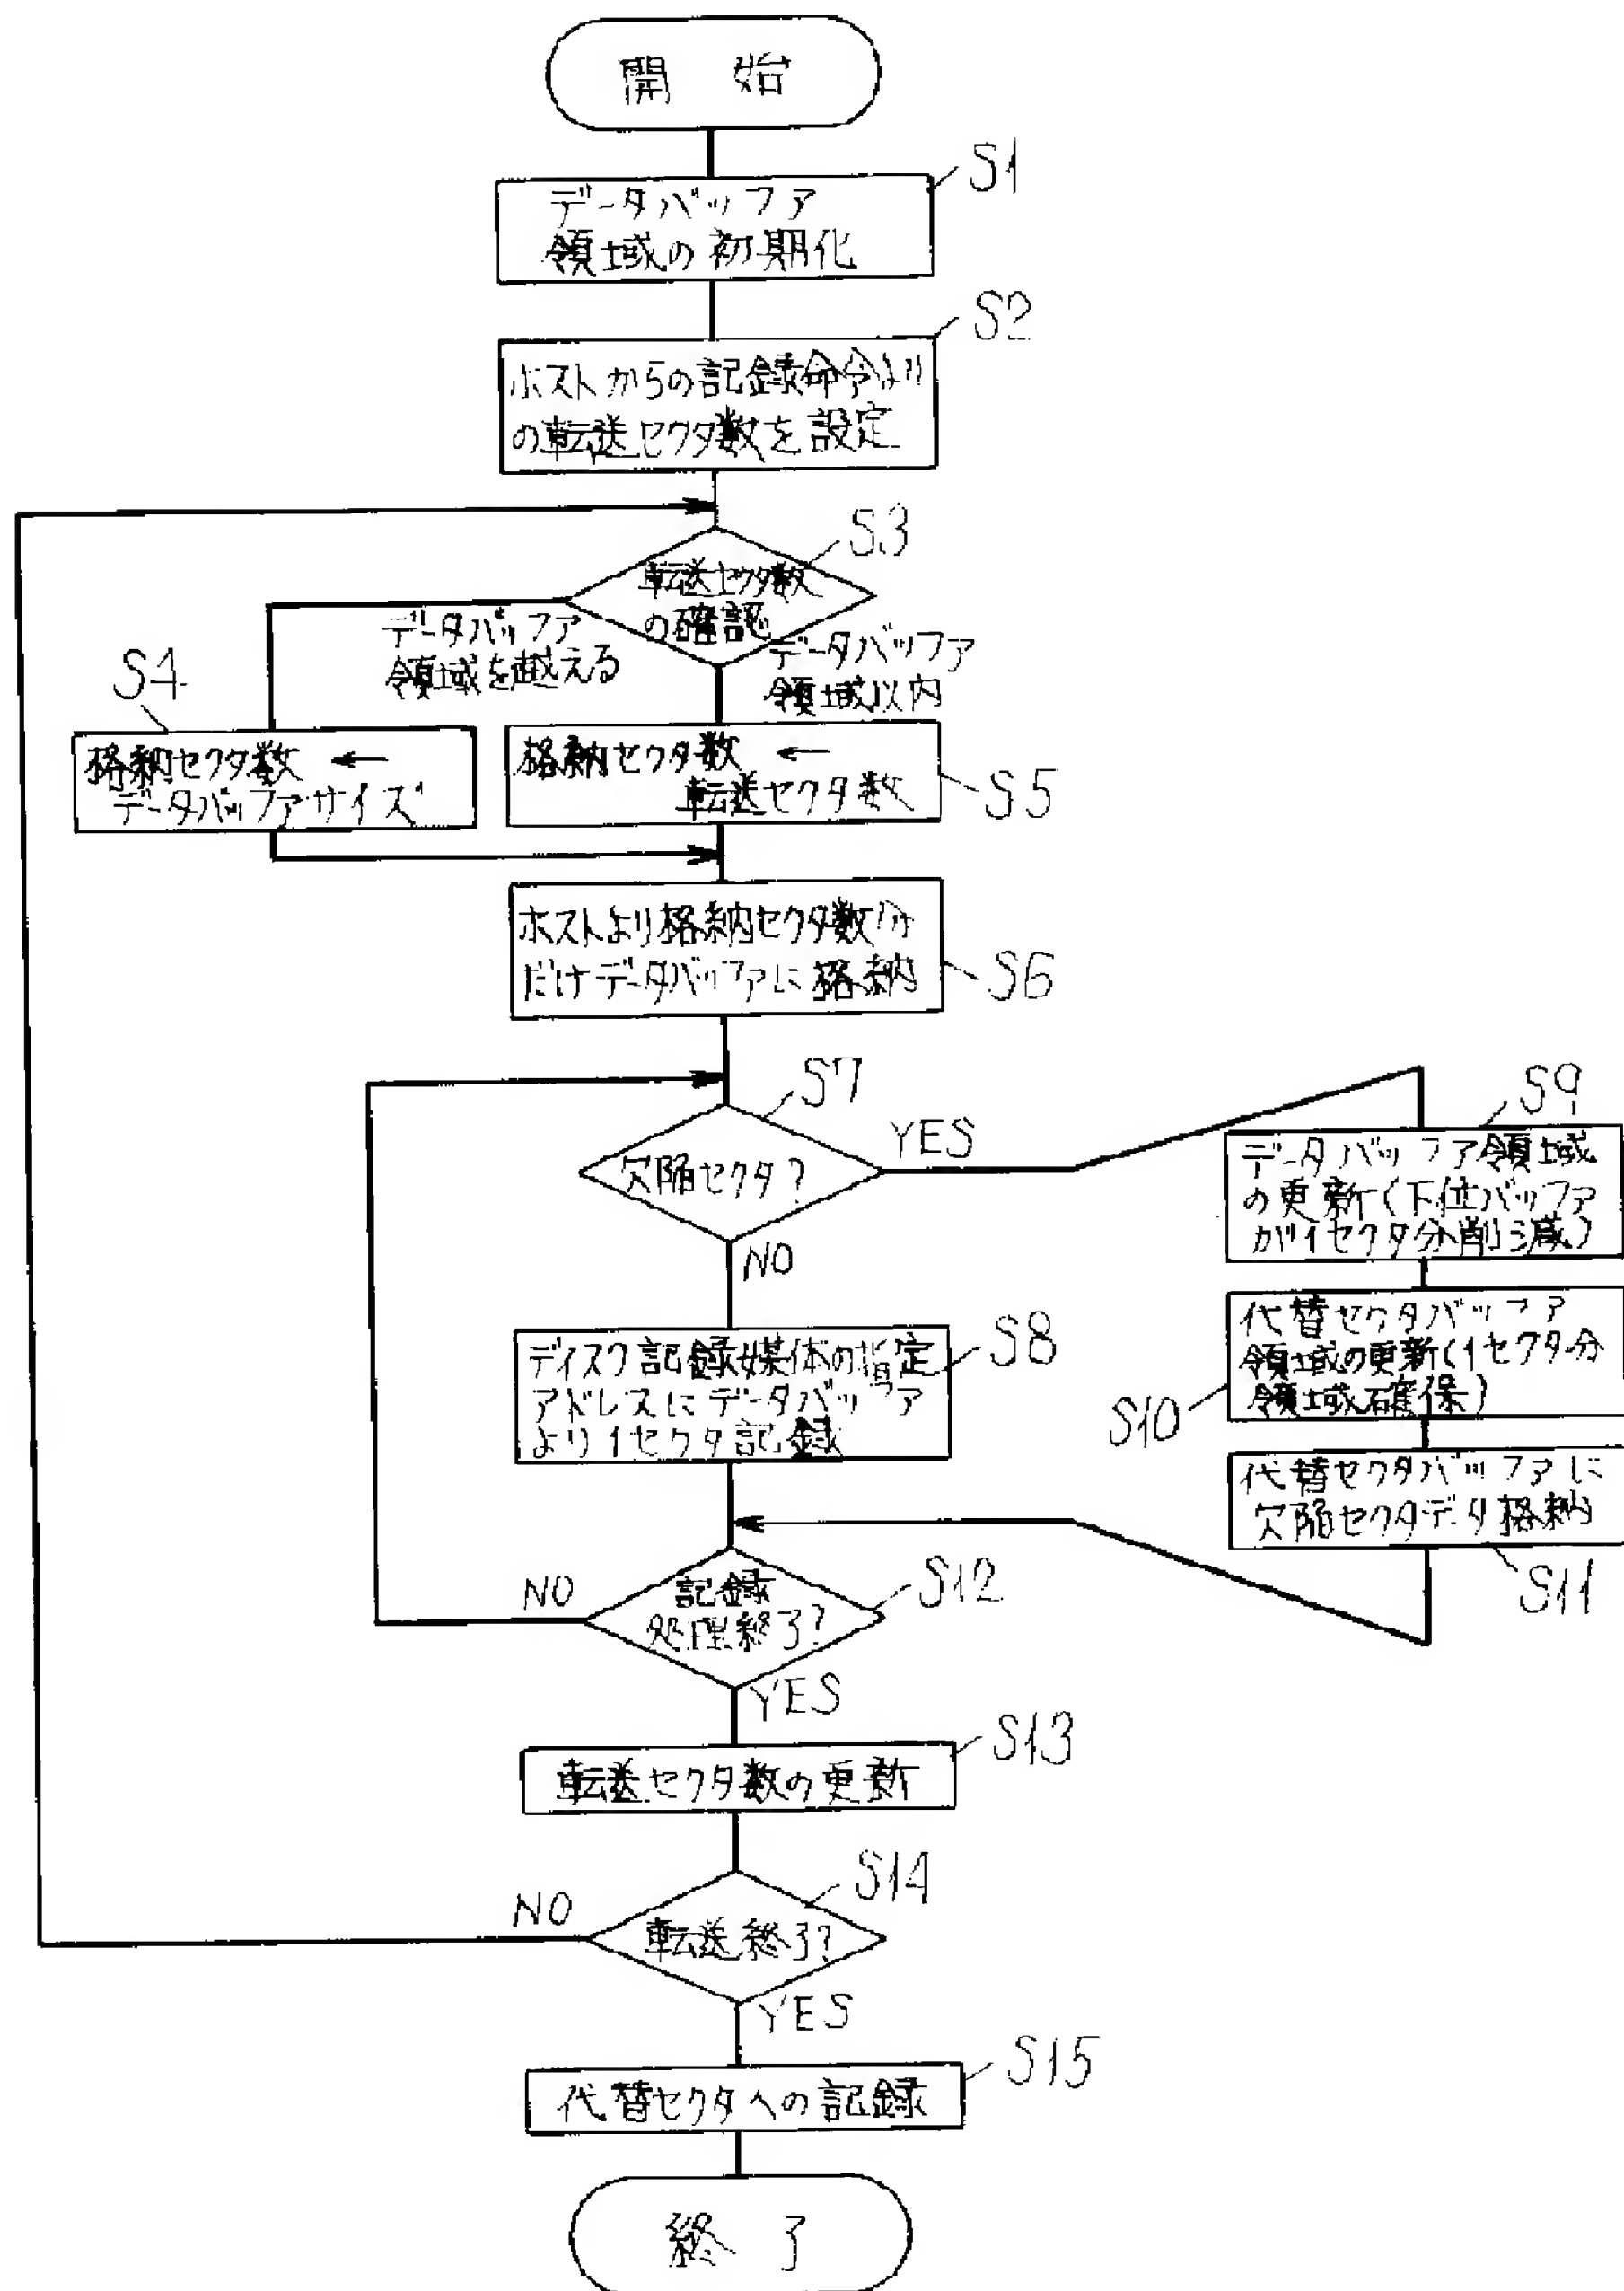 開始
S1
データバッファ
領域の初期化
S2
ホストからの記録命令より
の転送セクタ数を設定
S3
転送セクタ数
の確認
データバッファ
領域を越える
データバッファ
領域以内
S4
格納セクタ数 ←
データバッファサイズ
格納セクタ数 ←
転送セクタ数
S5
ホストより格納セクタ数分
だけデータバッファに格納
S6
S7
欠陥セクタ?
YES
NO
S9
データバッファ領域
の更新(下位バッファ
が1セクタ分削減)
代替セクタバッファ
領域の更新(1セクタ分
領域確保)
S10
代替セクタバッファに
欠陥セクタデータ格納
S11
S8
ディスク記録媒体の指定
アドレスにデータバッファ
より1セクタ記録
S12
記録
処理終了?
NO
YES
S13
転送セクタ数の更新
S14
転送終了?
NO
YES
S15
代替セクタへの記録
終了